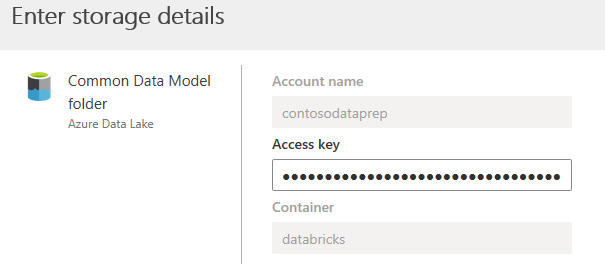 Enter storage details
Common Data Model
folder
Azure Data Lake
Account name
contosodataprep
Access key
●●●●●●●●●●●●●●●●●●●●●●●●●●●●●●●●●
Container
databricks